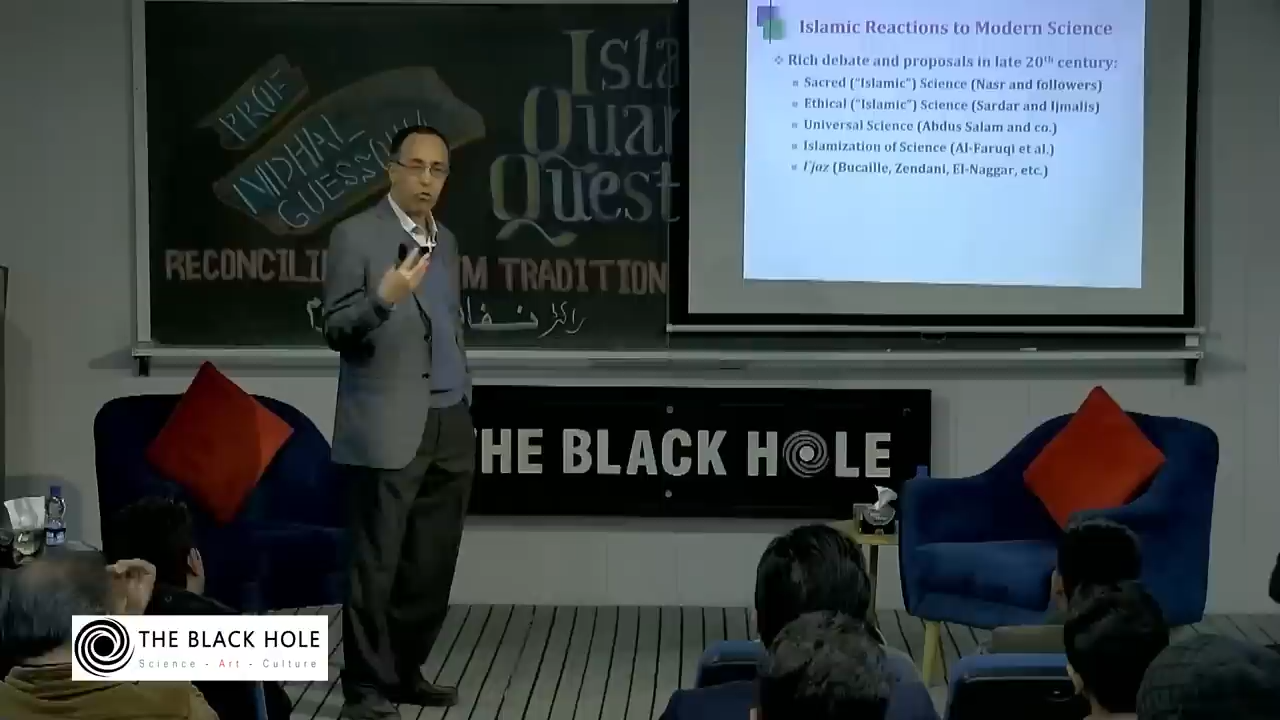 PROF
NIDHAL
GUESSOUM
Isla
Quan
Quest
RECONCILI M TRADITION
Islamic Reactions to Modern Science
❖ Rich debate and proposals in late 20th century:
Sacred ("Islamic") Science (Nasr and followers)
Ethical ("Islamic") Science (Sardar and Ijmalis)
Universal Science (Abdus Salam and co.)
Islamization of Science (Al-Faruqi et al.)
I'jaz (Bucaille, Zendani, El-Naggar, etc.)
THE BLACK HOLE
THE BLACK HOLE
Science - Art - Culture